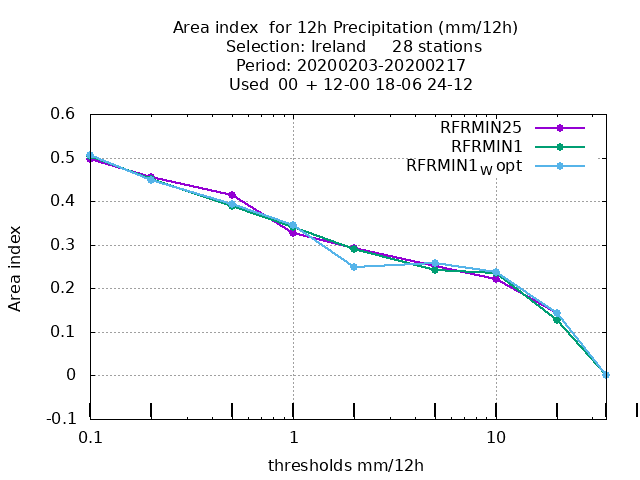 Area index  for 12h Precipitation (mm/12h)
Selection: Ireland     28 stations
Period: 20200203-20200217
Used  00  + 12-00 18-06 24-12
RFRMIN25
RFRMIN1
RFRMIN1w opt
0.6
0.5
0.4
0.3
0.2
0.1
0
-0.1
Area index
0.1 1 10
thresholds mm/12h